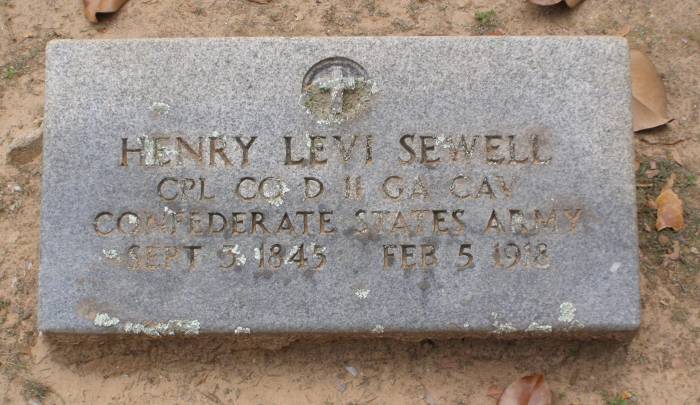 HENRY LEVI SEWELL
CPL CO D 11 GA CAV
CONFEDERATE STATES ARMY
SEPT 3 1845 FEB 5 1918